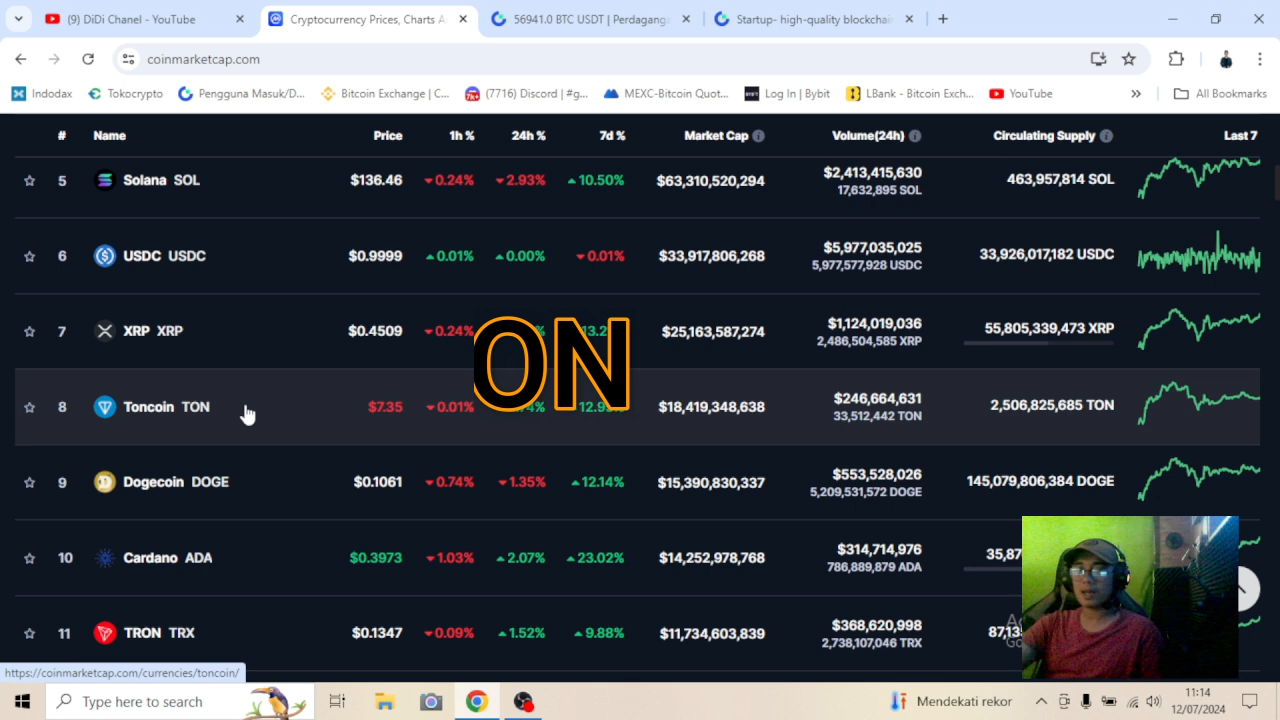 (9) DiDi Chanel - YouTube
Cryptocurrency Prices, Charts A
56941.0 BTC USDT | Perdagang
Startup- high-quality blockchain
coinmarketcap.com
Indodax
Tokocrypto
Pengguna Masuk/D...
Bitcoin Exchange | C...
(7716) Discord | #g...
MEXC-Bitcoin Quot...
Log In | Bybit
LBank - Bitcoin Exch...
YouTube
All Bookmarks
# Name Price 1h % 24h % 7d % Market Cap Volume(24h) Circulating Supply Last 7
5 Solana SOL $136.46 0.24% 2.93% 10.50% $63,310,520,294 $2,413,415,630 463,957,814 SOL
17,632,895 SOL
6 USDC USDC $0.9999 0.01% 0.00% 0.01% $33,917,806,268 $5,977,035,025 33,926,017,182 USDC
5,977,577,928 USDC
7 XRP XRP $0.4509 0.24% $25,163,587,274 $1,124,019,036 55,805,339,473 XRP
2,486,504,585 XRP
ON
8 Toncoin TON $7.35 0.01% $18,419,348,638 $246,664,631 2,506,825,685 TON
33,512,442 TON
9 Dogecoin DOGE $0.1061 0.74% 1.35% 12.14% $15,390,830,337 $553,528,026 145,079,806,384 DOGE
5,209,531,572 DOGE
10 Cardano ADA $0.3973 1.03% 2.07% 23.02% $14,252,978,768 $314,714,976 35,87
786,889,879 ADA
11 TRON TRX $0.1347 0.09% 1.52% 9.88% $11,734,603,839 $368,620,998 87,13
2,738,107,046 TRX
https://coinmarketcap.com/currencies/toncoin/
Type here to search
Mendekati rekor
11:14
12/07/2024